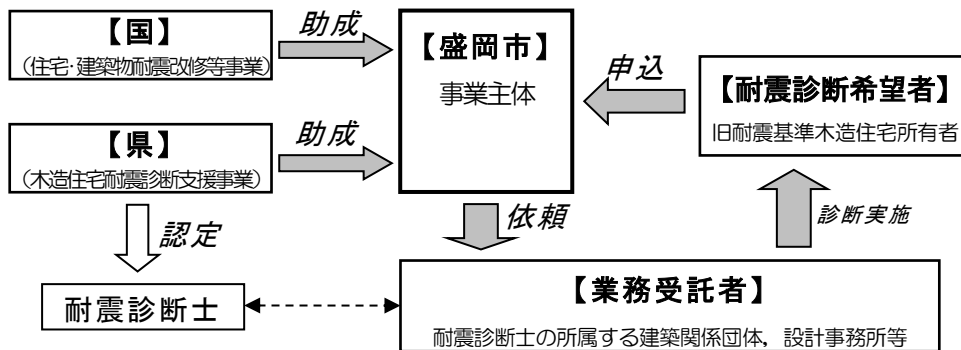 【国】
（住宅・建築物耐震改修等事業）
助成
【盛岡市】
事業主体
申込
【耐震診断希望者】
旧耐震基準木造住宅所有者
【県】
（木造住宅耐震診断支援事業）
助成
認定
依頼
診断実施
耐震診断士
【業務受託者】
耐震診断士の所属する建築関係団体，設計事務所等